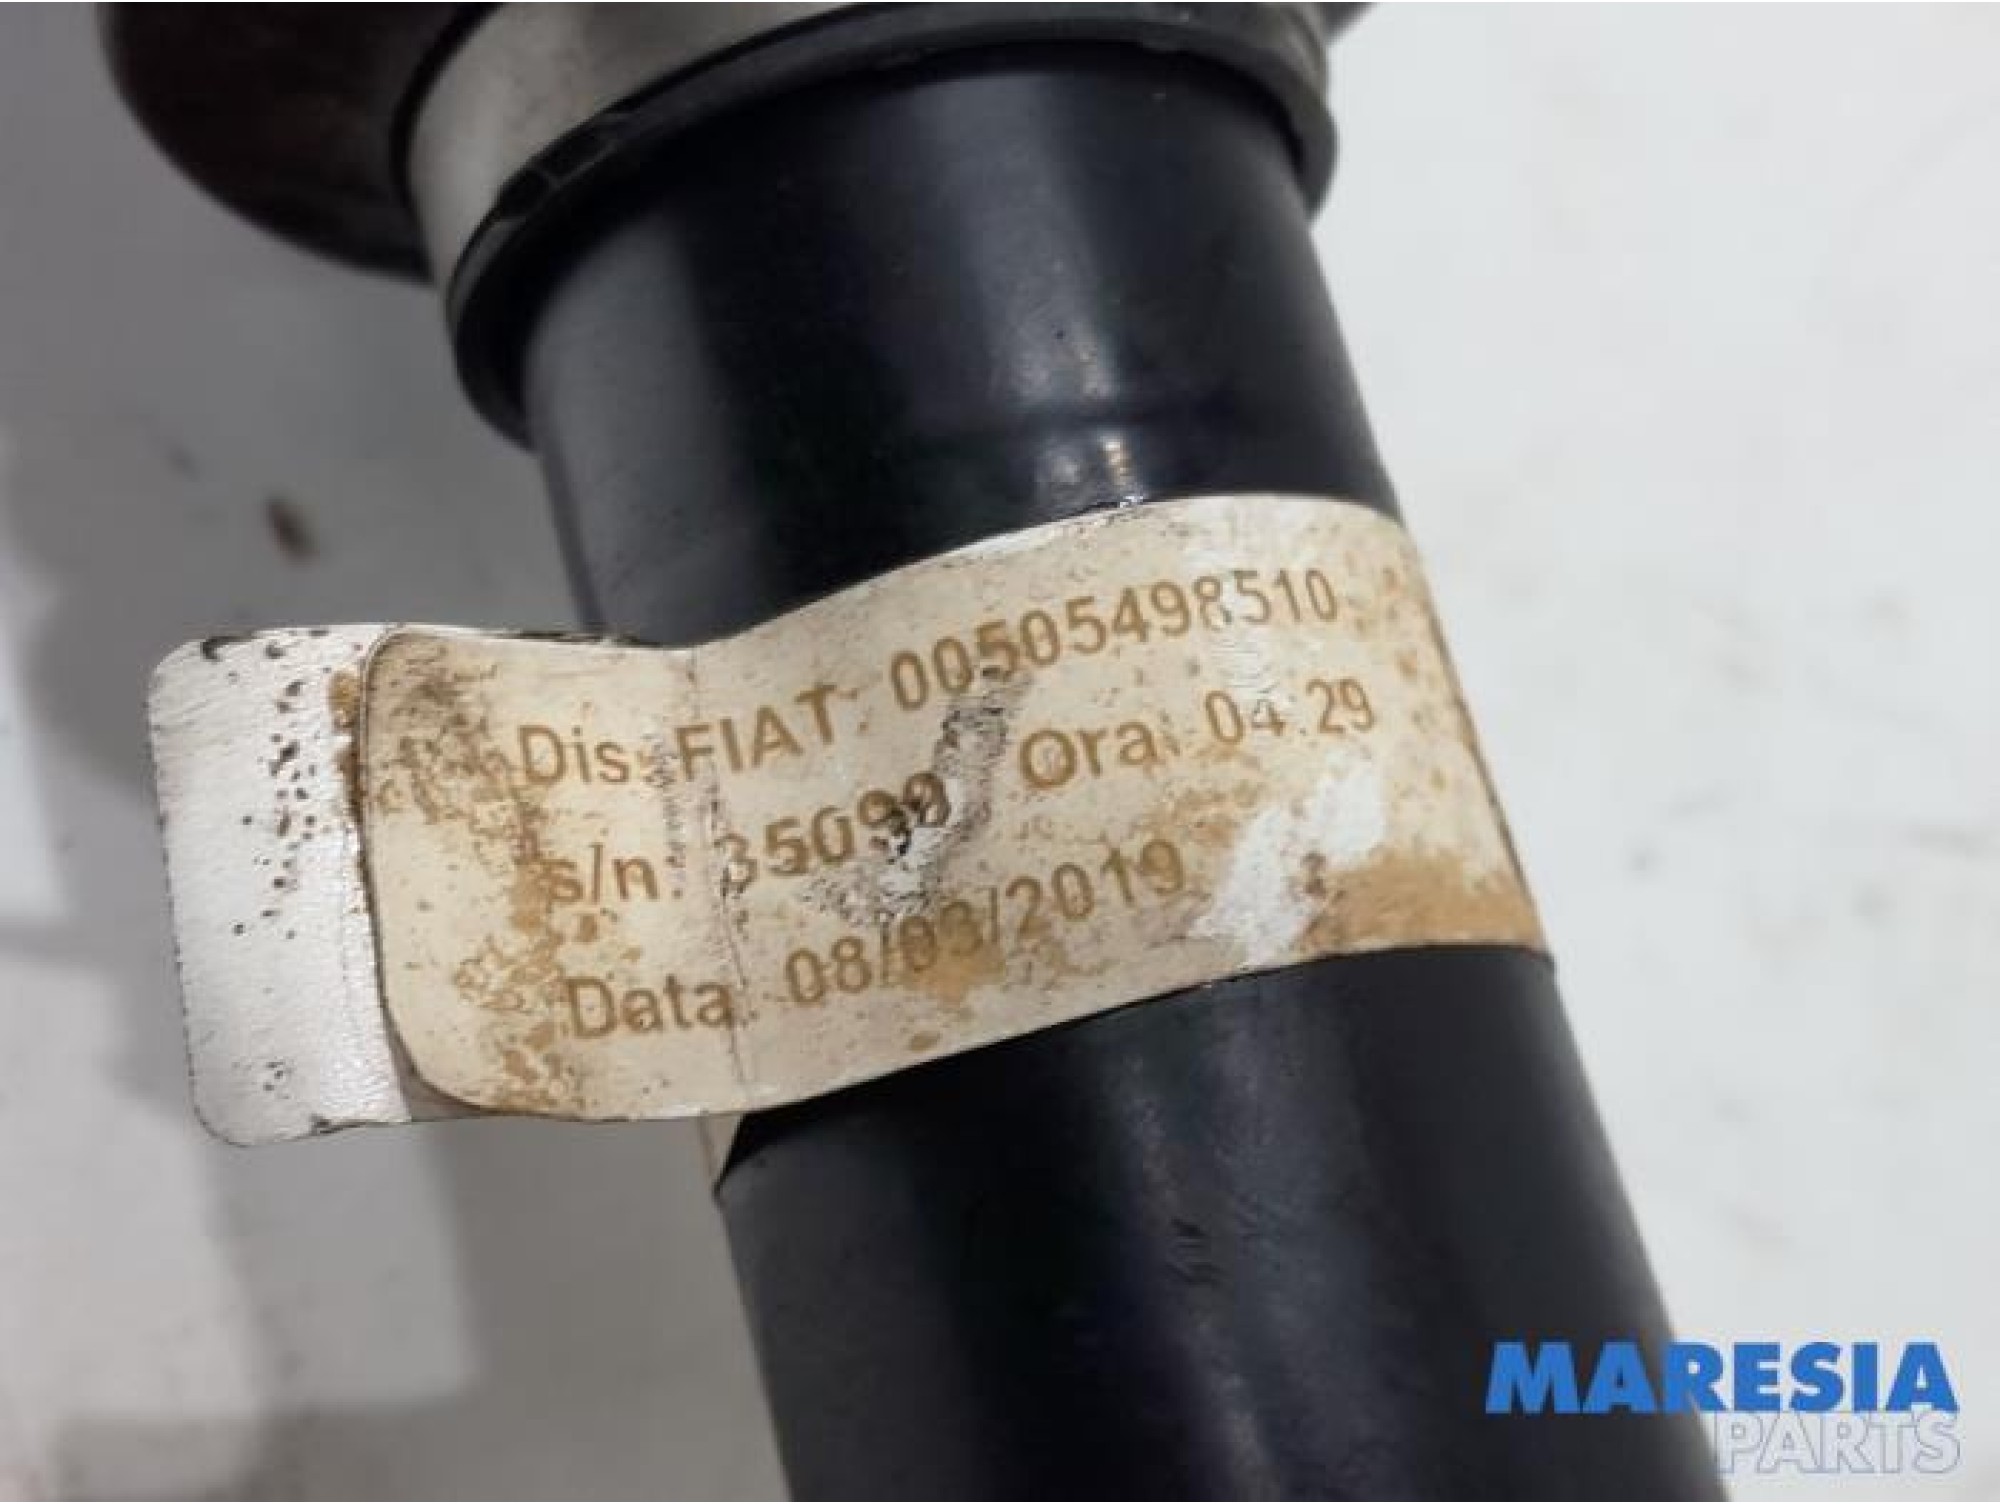 Dis. FIAT: 00505498510
s/n 35099 Ora: 04:29
Data 08/03/2019
MARESIA
PARTS